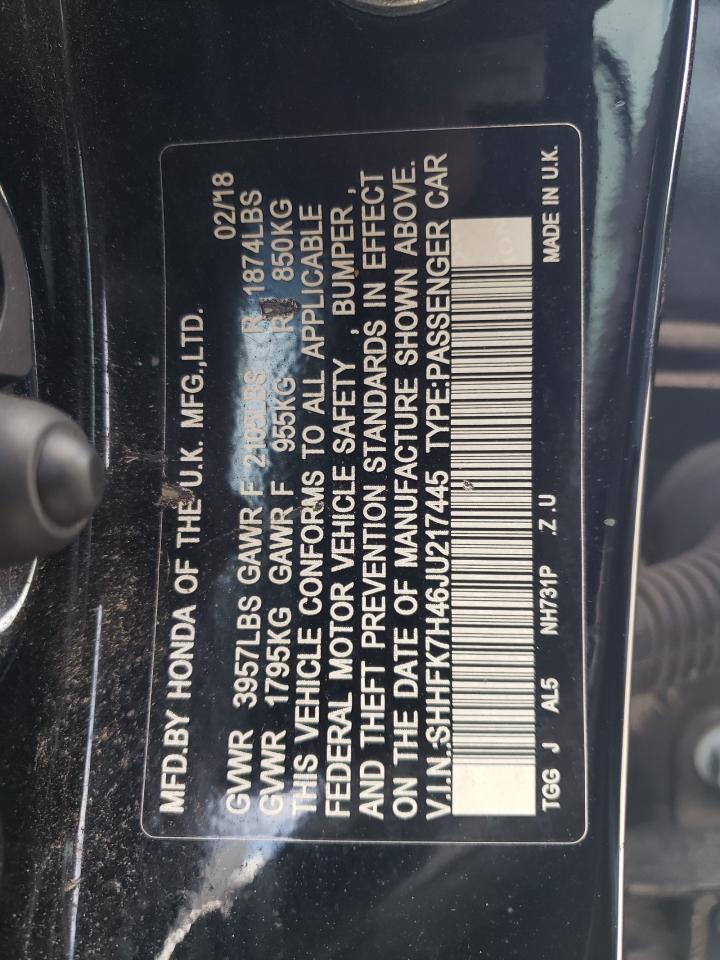 MFD.BY HONDA OF THE U.K. MFG.,LTD.
02/18
GVWR 3957LBS GAWR F 2105LBS R 1874LBS
GVWR 1795KG GAWR F 955KG R 850KG
THIS VEHICLE CONFORMS TO ALL APPLICABLE
FEDERAL MOTOR VEHICLE SAFETY , BUMPER ,
AND THEFT PREVENTION STANDARDS IN EFFECT
ON THE DATE OF MANUFACTURE SHOWN ABOVE.
V.I.N.:SHHFK7H46JU217445 TYPE:PASSENGER CAR
TGG J AL5 NH731P .Z .U MADE IN U.K.